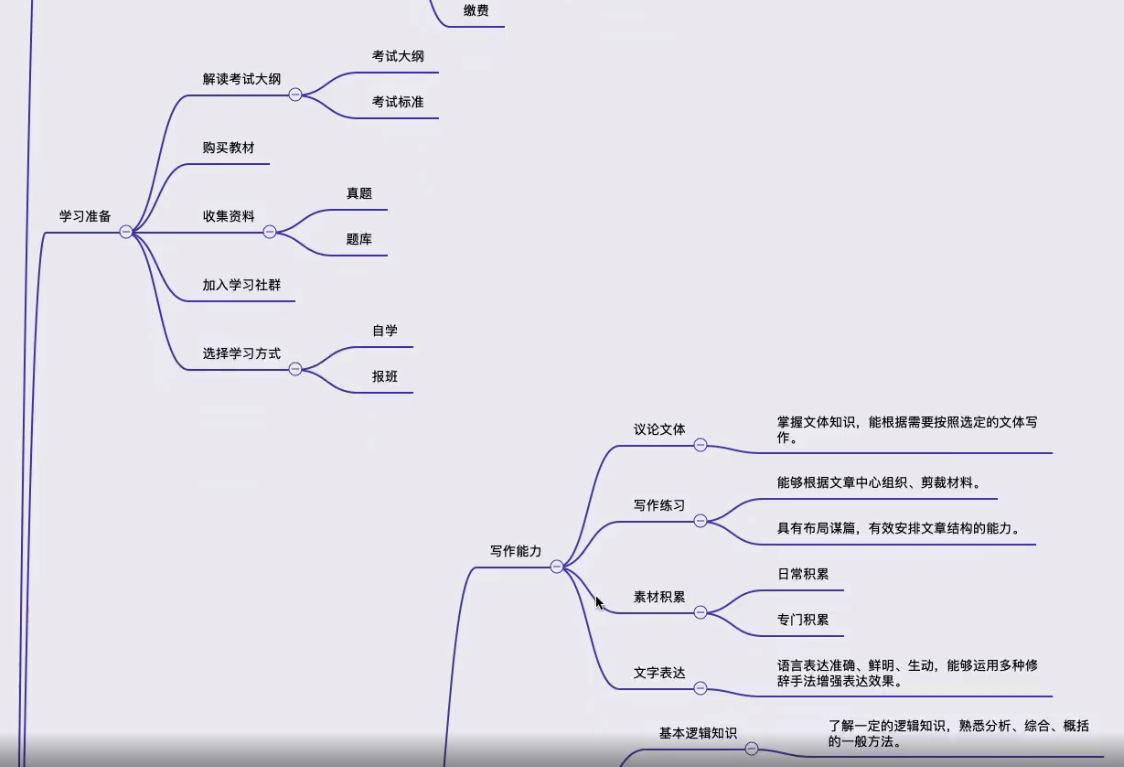 缴费
考试大纲
解读考试大纲
考试标准
购买教材
真题
学习准备
收集资料
题库
加入学习社群
自学
选择学习方式
报班
议论文体
掌握文体知识，能根据需要按照选定的文体写
作。
能够根据文章中心组织、剪裁材料。
写作练习
具有布局谋篇，有效安排文章结构的能力。
写作能力
日常积累
素材积累
专门积累
文字表达
语言表达准确、鲜明、生动，能够运用多种修
辞手法增强表达效果。
基本逻辑知识
了解一定的逻辑知识，熟悉分析、综合、概括
的一般方法。